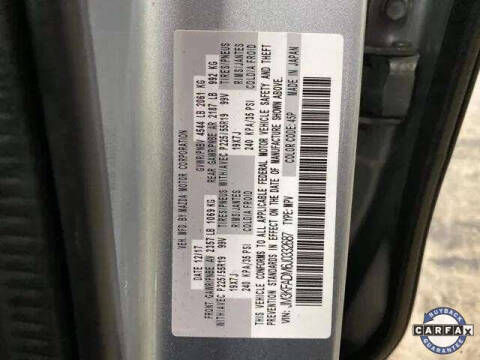 VEH. MFD BY MAZDA MOTOR CORPORATION
12/17 GVWR/PNBV 4544 LB 2061 KG
FRONT GAWR/PNBE AV 2357 LB 1069 KG REAR GAWR/PNBE AR 2187 LB 992 KG
TIRES/PNEUS WITH/AVEC P225/55R19 99V TIRES/PNEUS WITH/AVEC P225/55R19 99V
RIMS/JANTES 19X7J RIMS/JANTES 19X7J
COLD/A FROID 240 KPA/35 PSI COLD/A FROID 240 KPA/35 PSI
THIS VEHICLE CONFORMS TO ALL APPLICABLE FEDERAL MOTOR VEHICLE SAFETY AND THEFT
PREVENTION STANDARDS IN EFFECT ON THE DATE OF MANUFACTURE SHOWN ABOVE.
TYPE: MPV COLOR CODE: 45P MADE IN JAPAN
BUYBACK
CARFAX
GUARANTEE